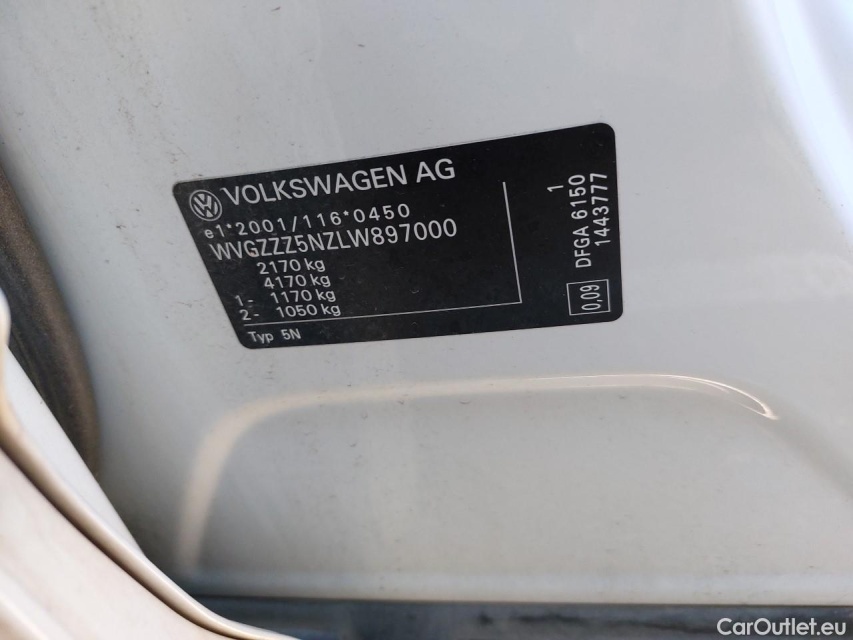 VOLKSWAGEN AG
e1*2001/116*0450
WVGZZZ5NZLW897000
2170 kg
4170 kg
1- 1170 kg
2- 1050 kg
Typ 5N
1
DFGA 6150
1443777
0,09
CarOutlet.eu